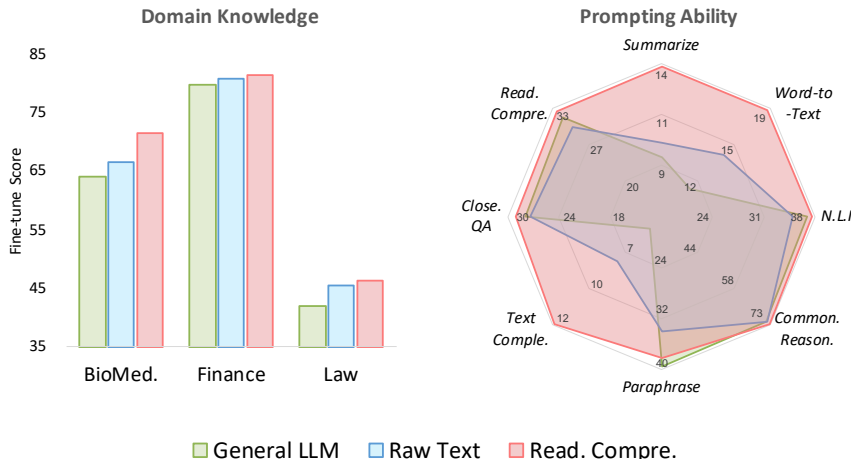 Domain Knowledge
Prompting Ability
85
75
65
55
45
35
Fine-tune Score
BioMed.
Finance
Law
Summarize
Word-to
-Text
N.L.I
Common.
Reason.
Paraphrase
Text
Comple.
Close.
QA
Read.
Compre.
14
11
9
19
15
12
38
31
24
73
58
44
40
32
24
12
10
7
30
24
18
33
27
20
General LLM
Raw Text
Read. Compre.